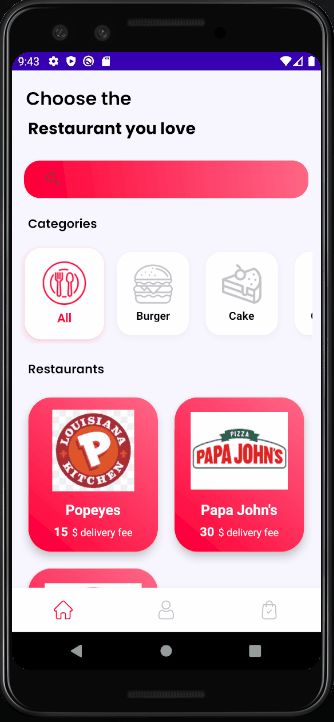 9:43
Choose the
Restaurant you love
Categories
All
Burger
Cake
Restaurants
LOUISIANA
KITCHEN
Popeyes
15 $ delivery fee
PIZZA
PAPA JOHN'S
Papa John's
30 $ delivery fee